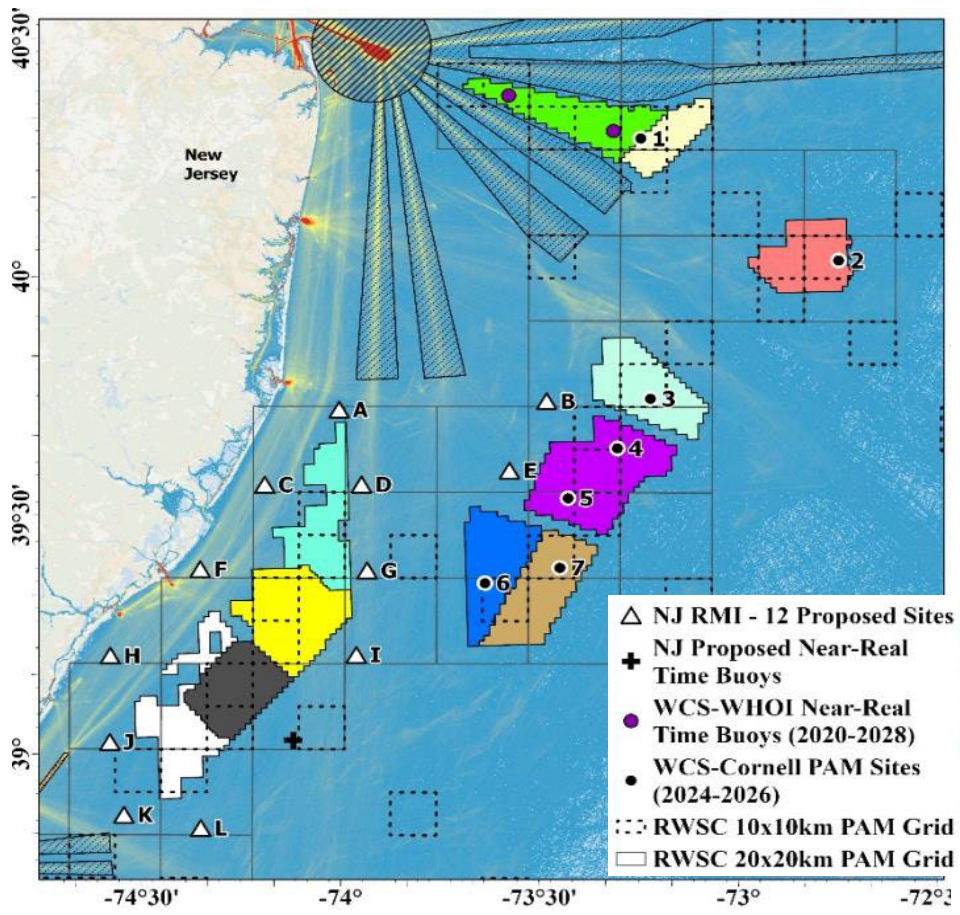 40°30'
New
Jersey
1
2
40°
3
A
B
4
E
C
D
5
39°30'
F
G
7
6
H
I
J
39°
K
L
NJ RMI - 12 Proposed Sites
NJ Proposed Near-Real
Time Buoys
WCS-WHOI Near-Real
Time Buoys (2020-2028)
WCS-Cornell PAM Sites
(2024-2026)
RWSC 10x10km PAM Grid
RWSC 20x20km PAM Grid
-74°30' -74° -73°30' -73° -72°3